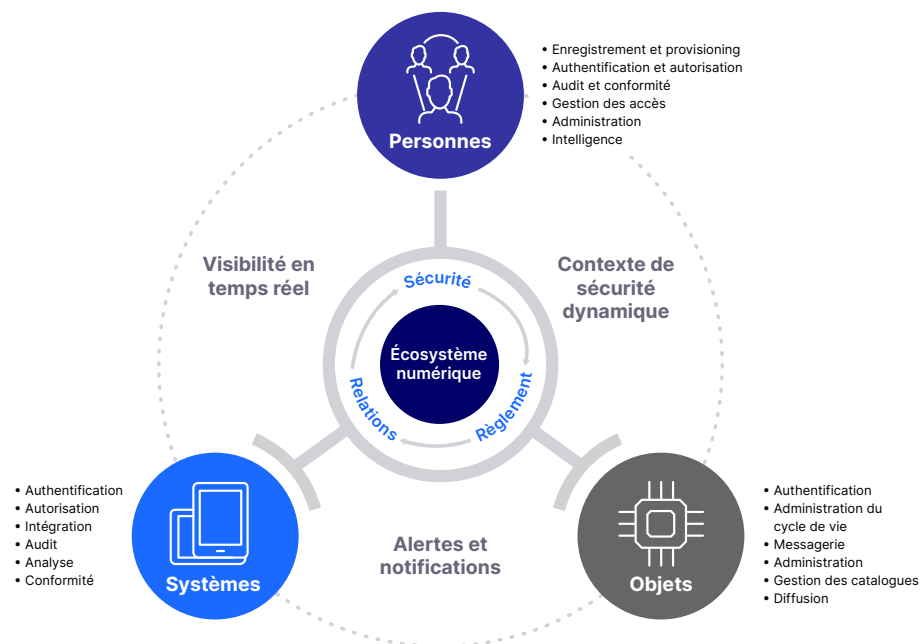 • Enregistrement et provisioning
• Authentification et autorisation
• Audit et conformité
• Gestion des accès
• Administration
• Intelligence
Personnes
Visibilité en
temps réel
Contexte de
sécurité
dynamique
Sécurité
Écosystème
numérique
Relations
Règlement
• Authentification
• Autorisation
• Intégration
• Audit
• Analyse
• Conformité
Systèmes
Alertes et
notifications
Objets
• Authentification
• Administration du
cycle de vie
• Messagerie
• Administration
• Gestion des catalogues
• Diffusion